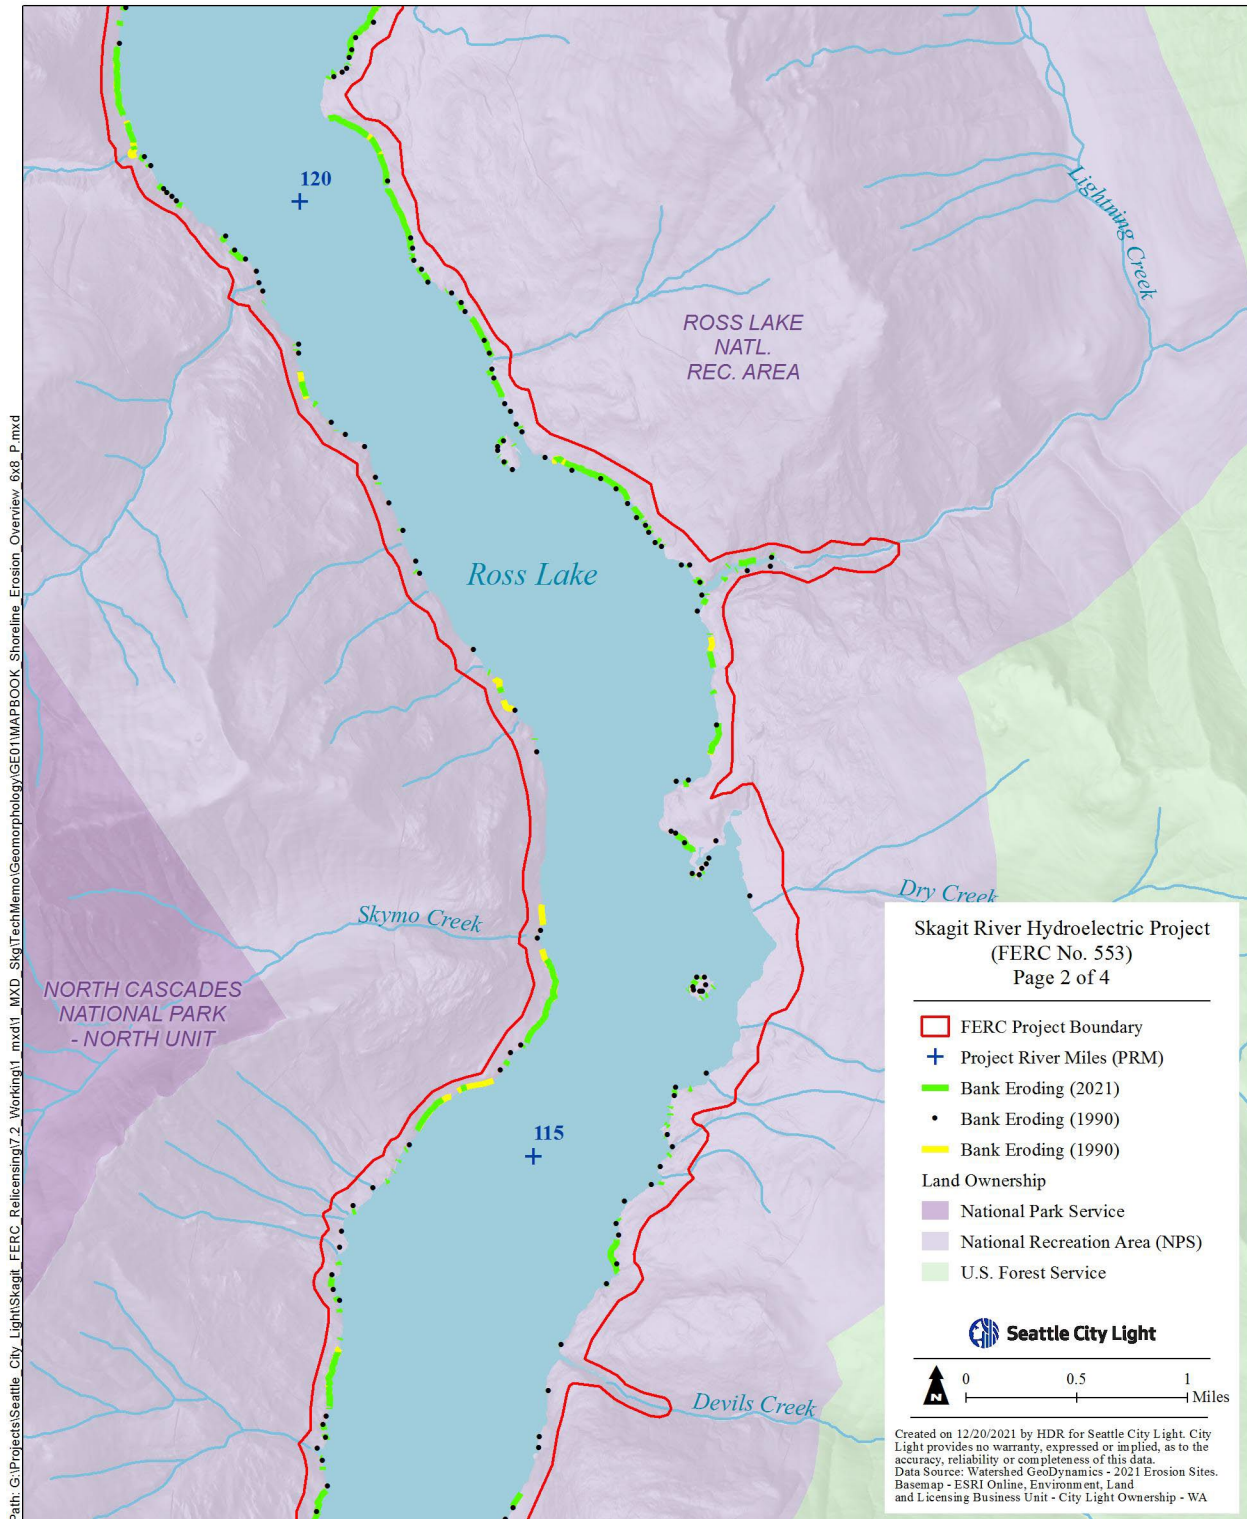 120
Lightning Creek
ROSS LAKE
NATL.
REC. AREA
Ross Lake
Skymo Creek
Dry Creek
NORTH CASCADES
NATIONAL PARK
- NORTH UNIT
115
Devils Creek
Path: G:\Projects\Seattle_City_Light\Skagit_FERC_Relicensing\7.2_Working\1_mxd\1_MXD_Skg\TechMemo\Geomorphology\GE01\MAPBOOK_Shoreline_Erosion_Overview_6x8_P.mxd
Skagit River Hydroelectric Project
(FERC No. 553)
Page 2 of 4
FERC Project Boundary
Project River Miles (PRM)
Bank Eroding (2021)
Bank Eroding (1990)
Bank Eroding (1990)
Land Ownership
National Park Service
National Recreation Area (NPS)
U.S. Forest Service
Seattle City Light
N
0 0.5 1
Miles
Created on 12/20/2021 by HDR for Seattle City Light. City
Light provides no warranty, expressed or implied, as to the
accuracy, reliability or completeness of this data.
Data Source: Watershed GeoDynamics - 2021 Erosion Sites.
Basemap - ESRI Online, Environment, Land
and Licensing Business Unit - City Light Ownership - WA